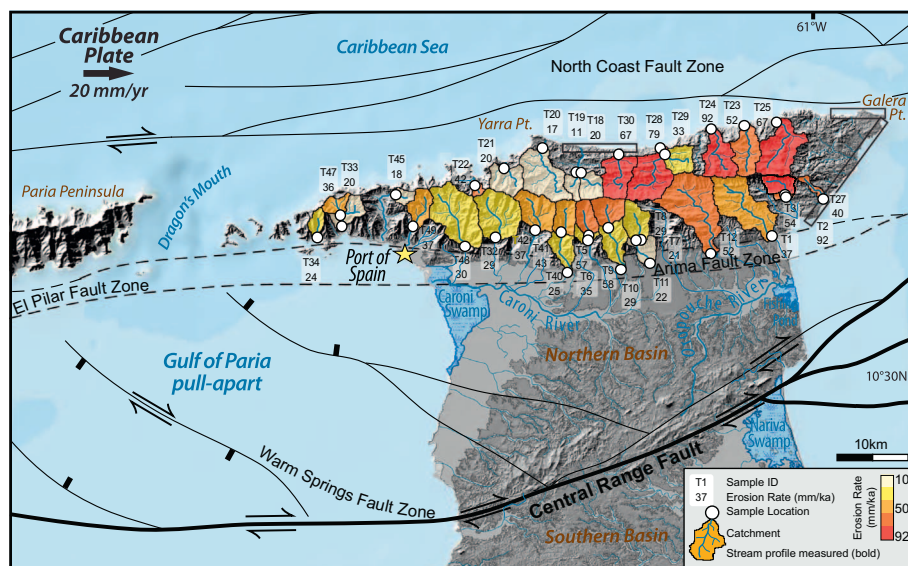 61°W
Caribbean
Plate
20 mm/yr
Caribbean Sea
North Coast Fault Zone
Galera
Pt.
Yarra Pt.
T20
17
T19
11
T18
20
T30
67
T28
79
T29
33
T24
92
T23
52
T25
67
T21
20
T22
42
T45
18
T33
20
T47
36
Paria Peninsula
Dragon's Mouth
T34
24
Port of
Spain
T49
37
T48
30
T32
29
42
37
T41
43
T40
25
T5
57
T6
35
T9
58
T10
29
T8
29
T11
22
T7
21
T12
52
T1
37
T3
54
T2
92
T27
40
El Pilar Fault Zone
Arima Fault Zone
Caroni
Swamp
Caroni River
Northern Basin
Gulf of Paria
pull-apart
10°30N
Nariva
Swamp
Warm Springs Fault Zone
Central Range Fault
Southern Basin
10km
T1
Sample ID
37
Erosion Rate (mm/ka)
Sample Location
Catchment
Stream profile measured (bold)
Erosion Rate
(mm/ka)
10
50
92